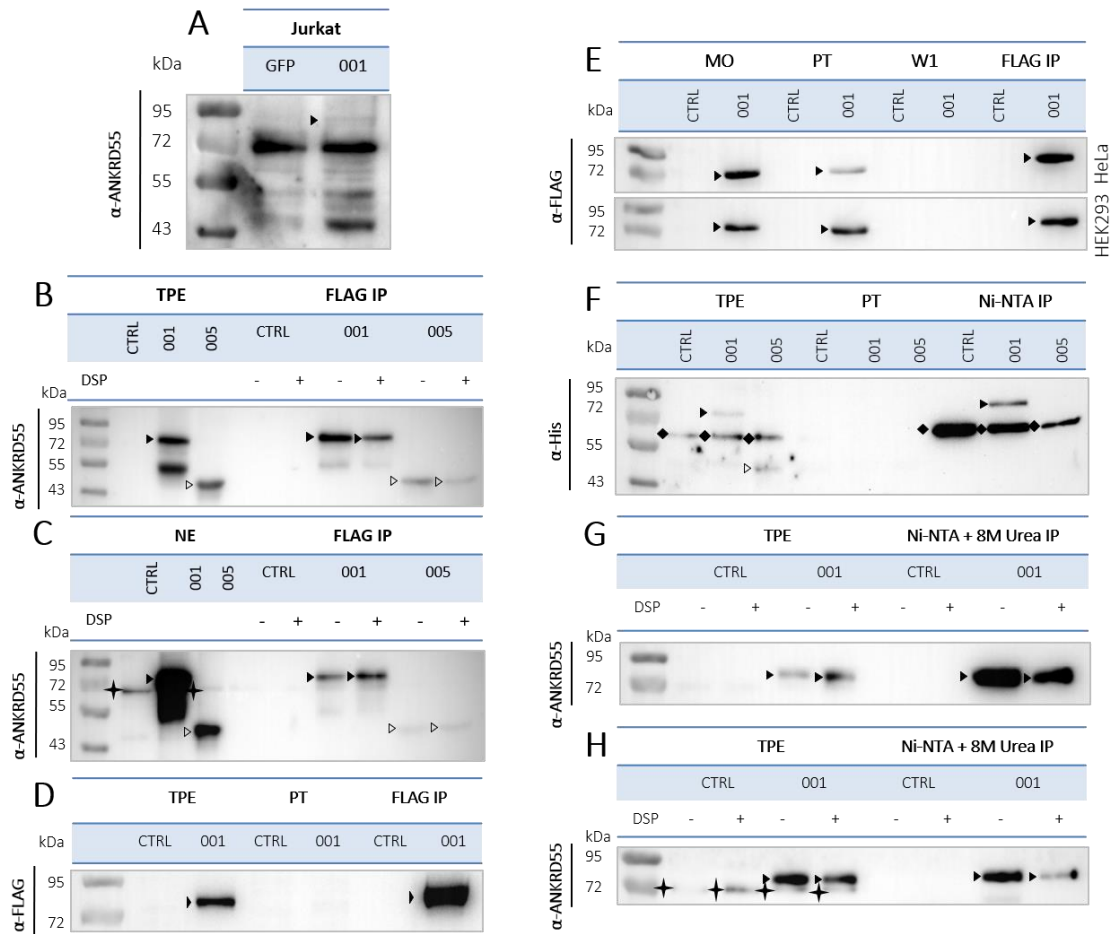 A
Jurkat
kDa
GFP 001
95
72
55
43
α-ANKRD55
B
TPE FLAG IP
CTRL 001 005 CTRL 001 005
DSP - + - + - +
kDa
95
72
55
43
α-ANKRD55
C
NE FLAG IP
CTRL 001 005 CTRL 001 005
DSP - + - + - +
kDa
95
72
55
43
α-ANKRD55
D
TPE PT FLAG IP
kDa CTRL 001 CTRL 001 CTRL 001
95
72
α-FLAG
E
MO PT W1 FLAG IP
kDa CTRL 001 CTRL 001 CTRL 001 CTRL 001
95
72
HeLa
95
72
HEK293
α-FLAG
F
TPE PT Ni-NTA IP
kDa CTRL 001 005 CTRL 001 005 CTRL 001 005
95
72
55
43
α-His
G
TPE Ni-NTA + 8M Urea IP
CTRL 001 CTRL 001
DSP - + - + - + - +
kDa
95
72
α-ANKRD55
H
TPE Ni-NTA + 8M Urea IP
CTRL 001 CTRL 001
DSP - + - + - + - +
kDa
95
72
α-ANKRD55